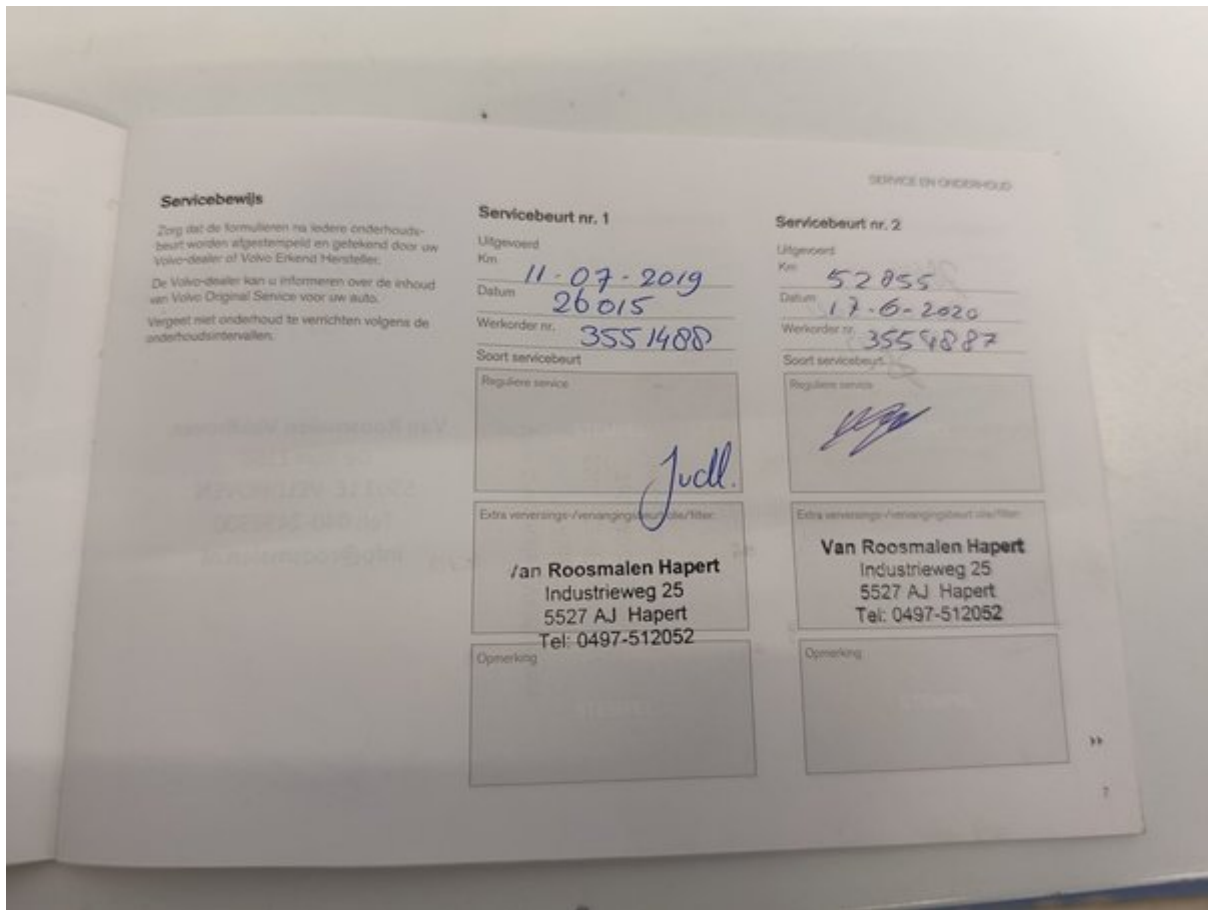 SERVICE EN ONDERHOUD
Servicebewijs
Zorg dat de formulieren na iedere onderhouds-
beurt worden afgestempeld en getekend door uw
Volvo-dealer of Volvo Erkend Hersteller.
De Volvo-dealer kan u informeren over de inhoud
van Volvo Original Service voor uw auto.
Vergeet niet onderhoud te verrichten volgens de
onderhoudsintervallen.
Servicebeurt nr. 1
Uitgevoerd
Km 11-07-2019
Datum 26015
Werkorder nr. 3551488
Soort servicebeurt
Reguliere service
Extra verversings-/vervangingsbeurt olie/filter:
Van Roosmalen Hapert
Industrieweg 25
5527 AJ Hapert
Tel: 0497-512052
Opmerking
Servicebeurt nr. 2
Uitgevoerd
Km 52855
Datum 17-6-2020
Werkorder nr. 3554887
Soort servicebeurt
Reguliere service
Extra verversings-/vervangingsbeurt olie/filter:
Van Roosmalen Hapert
Industrieweg 25
5527 AJ Hapert
Tel: 0497-512052
Opmerking
7